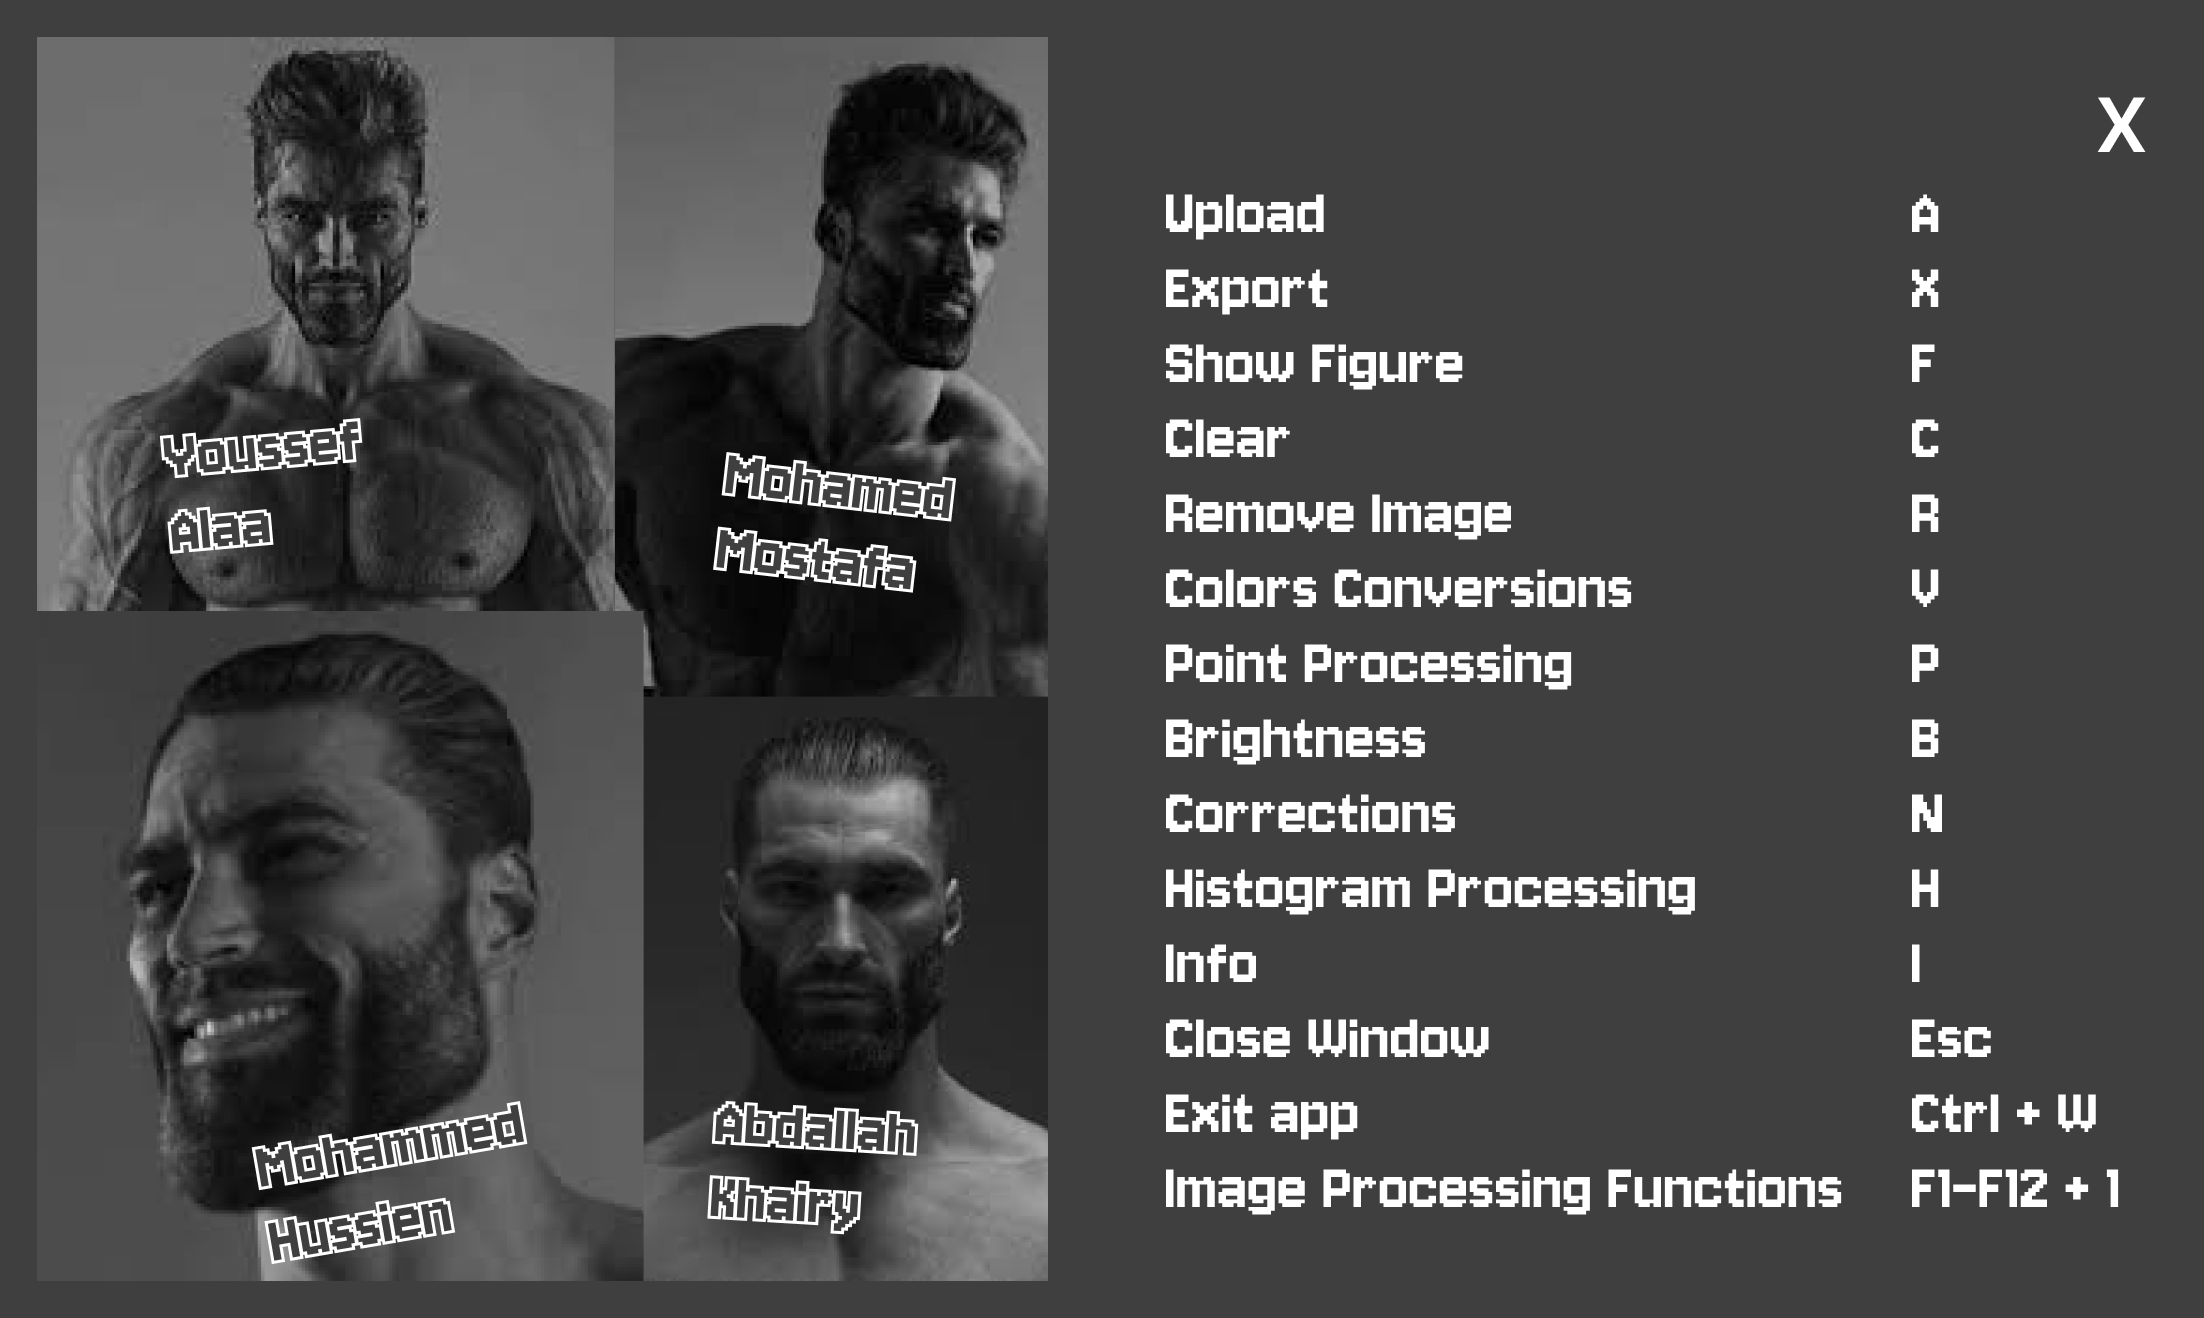 Youssef
Alaa
Mohamed
Mostafa
Mohammed
Hussien
Abdallah
Khairy
X
Upload A
Export X
Show Figure F
Clear C
Remove Image R
Colors Conversions V
Point Processing P
Brightness B
Corrections N
Histogram Processing H
Info I
Close Window Esc
Exit app Ctrl + W
Image Processing Functions F1-F12 + 1